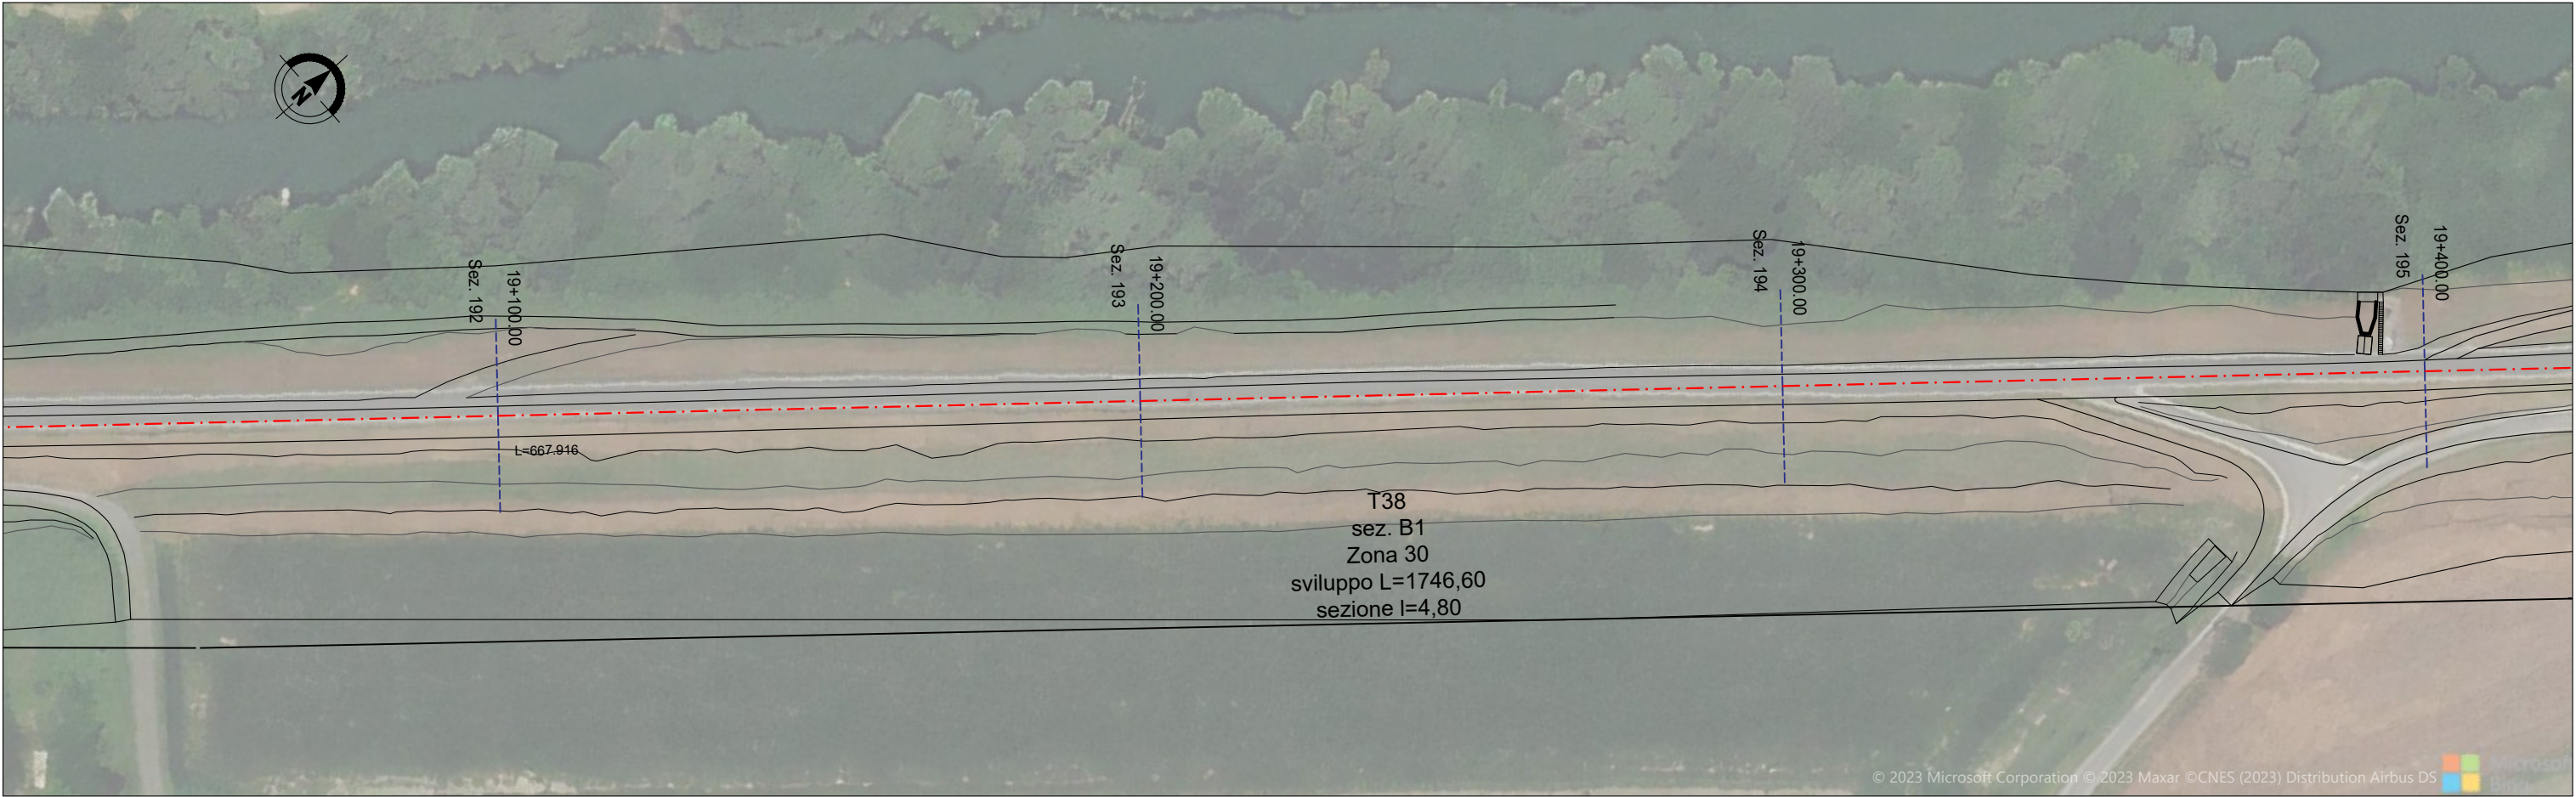 N
Sez. 192
19+100.00
Sez. 193
19+200.00
Sez. 194
19+300.00
Sez. 195
19+400.00
L=667.916
T38
sez. B1
Zona 30
sviluppo L=1746,60
sezione l=4,80
© 2023 Microsoft Corporation © 2023 Maxar ©CNES (2023) Distribution Airbus DS
Microsoft
Bing